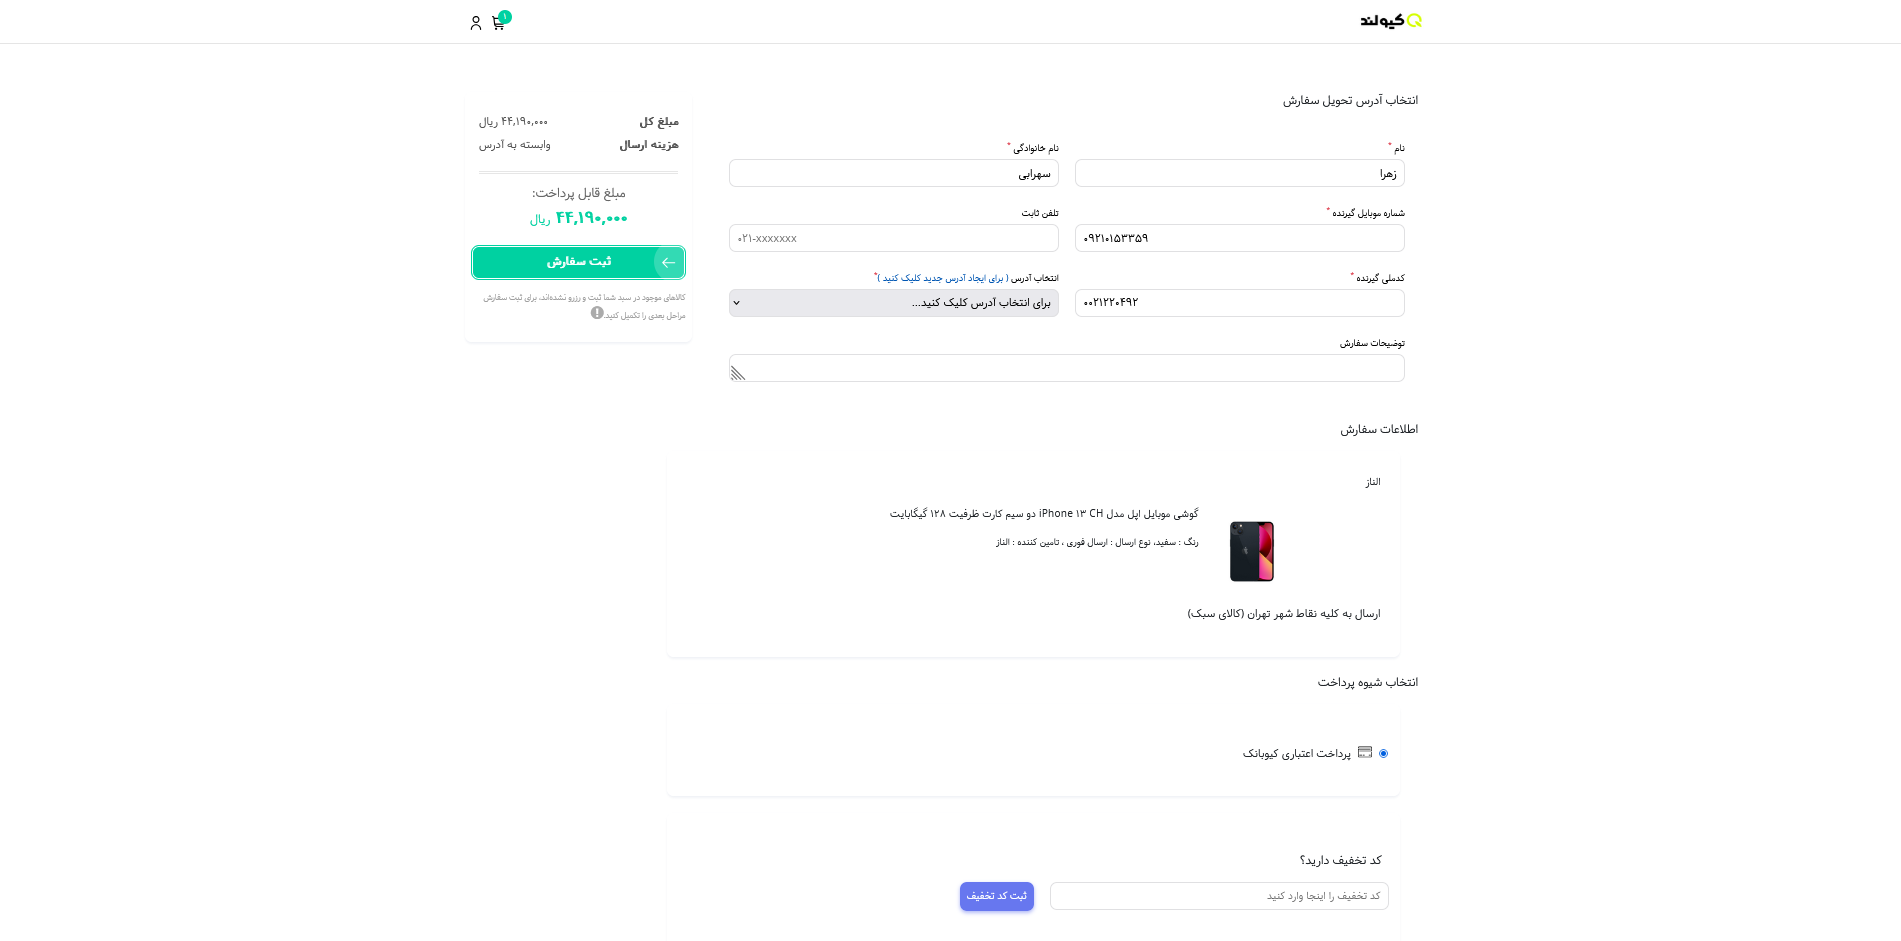 کیولند
۱
انتخاب آدرس تحویل سفارش
نام *
نام خانوادگی *
زهرا
سهرابی
شماره موبایل گیرنده *
تلفن ثابت
۰۹۲۱۰۱۵۳۳۵۹
۰۲۱-xxxxxxx
کدملی گیرنده *
انتخاب آدرس ( برای ایجاد آدرس جدید کلیک کنید )*
۰۰۲۱۲۲۰۴۹۲
برای انتخاب آدرس کلیک کنید...
توضیحات سفارش
مبلغ کل
۴۴,۱۹۰,۰۰۰ ریال
هزینه ارسال
وابسته به آدرس
مبلغ قابل پرداخت:
۴۴,۱۹۰,۰۰۰ ریال
ثبت سفارش
کالاهای موجود در سبد شما ثبت و رزرو نشده‌اند، برای ثبت سفارش
مراحل بعدی را تکمیل کنید.
اطلاعات سفارش
الناز
گوشی موبایل اپل مدل iPhone ۱۳ CH دو سیم‌ کارت ظرفیت ۱۲۸ گیگابایت
رنگ : سفید، نوع ارسال : ارسال فوری ، تامین کننده : الناز
ارسال به کلیه نقاط شهر تهران (کالای سبک)
انتخاب شیوه پرداخت
پرداخت اعتباری کیوبانک
کد تخفیف دارید؟
کد تخفیف را اینجا وارد کنید
ثبت کد تخفیف